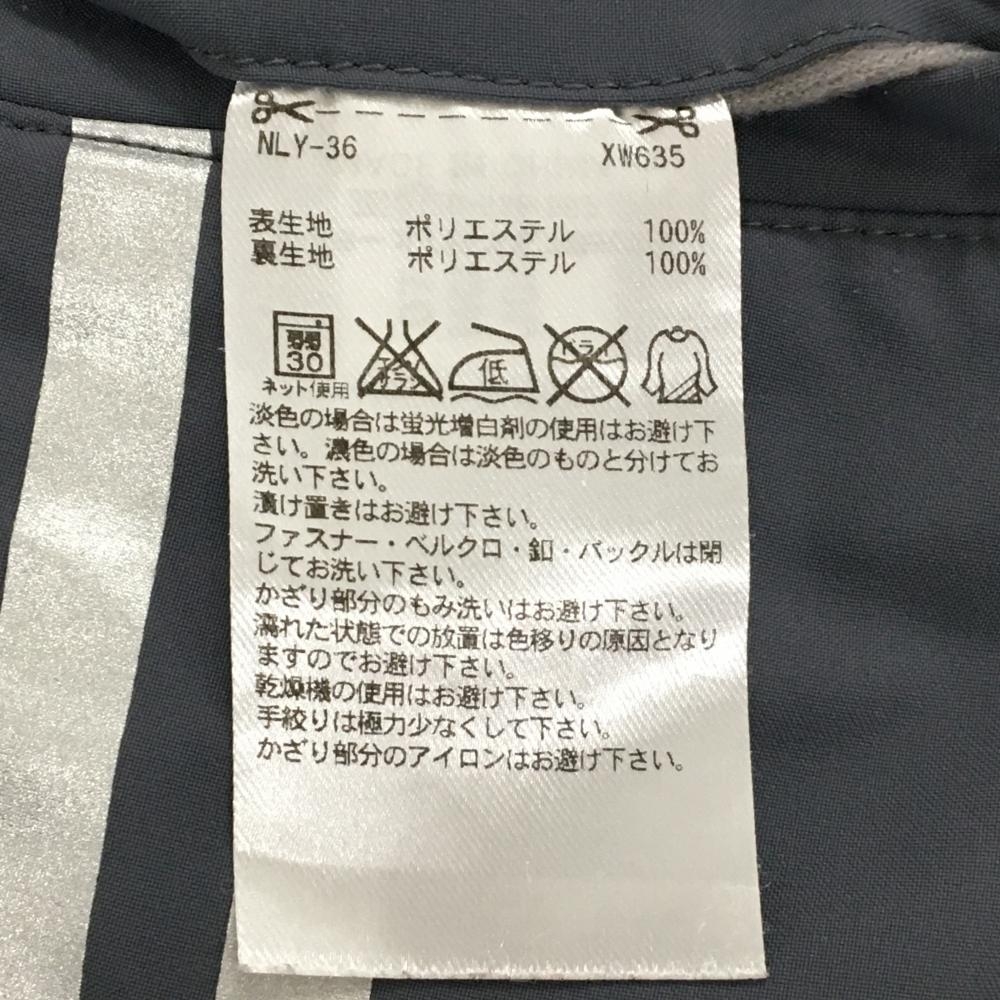 NLY-36 XW635
表生地 ポリエステル 100%
裏生地 ポリエステル 100%
弱 30
ネット使用
エンソ サラシ
低
ドライ
淡色の場合は蛍光増白剤の使用はお避け下
さい。濃色の場合は淡色のものと分けてお
洗い下さい。
漬け置きはお避け下さい。
ファスナー・ベルクロ・釦・バックルは閉
じてお洗い下さい。
かざり部分のもみ洗いはお避け下さい。
濡れた状態での放置は色移りの原因となり
ますのでお避け下さい。
乾燥機の使用はお避け下さい。
手絞りは極力少なくして下さい。
かざり部分のアイロンはお避け下さい。